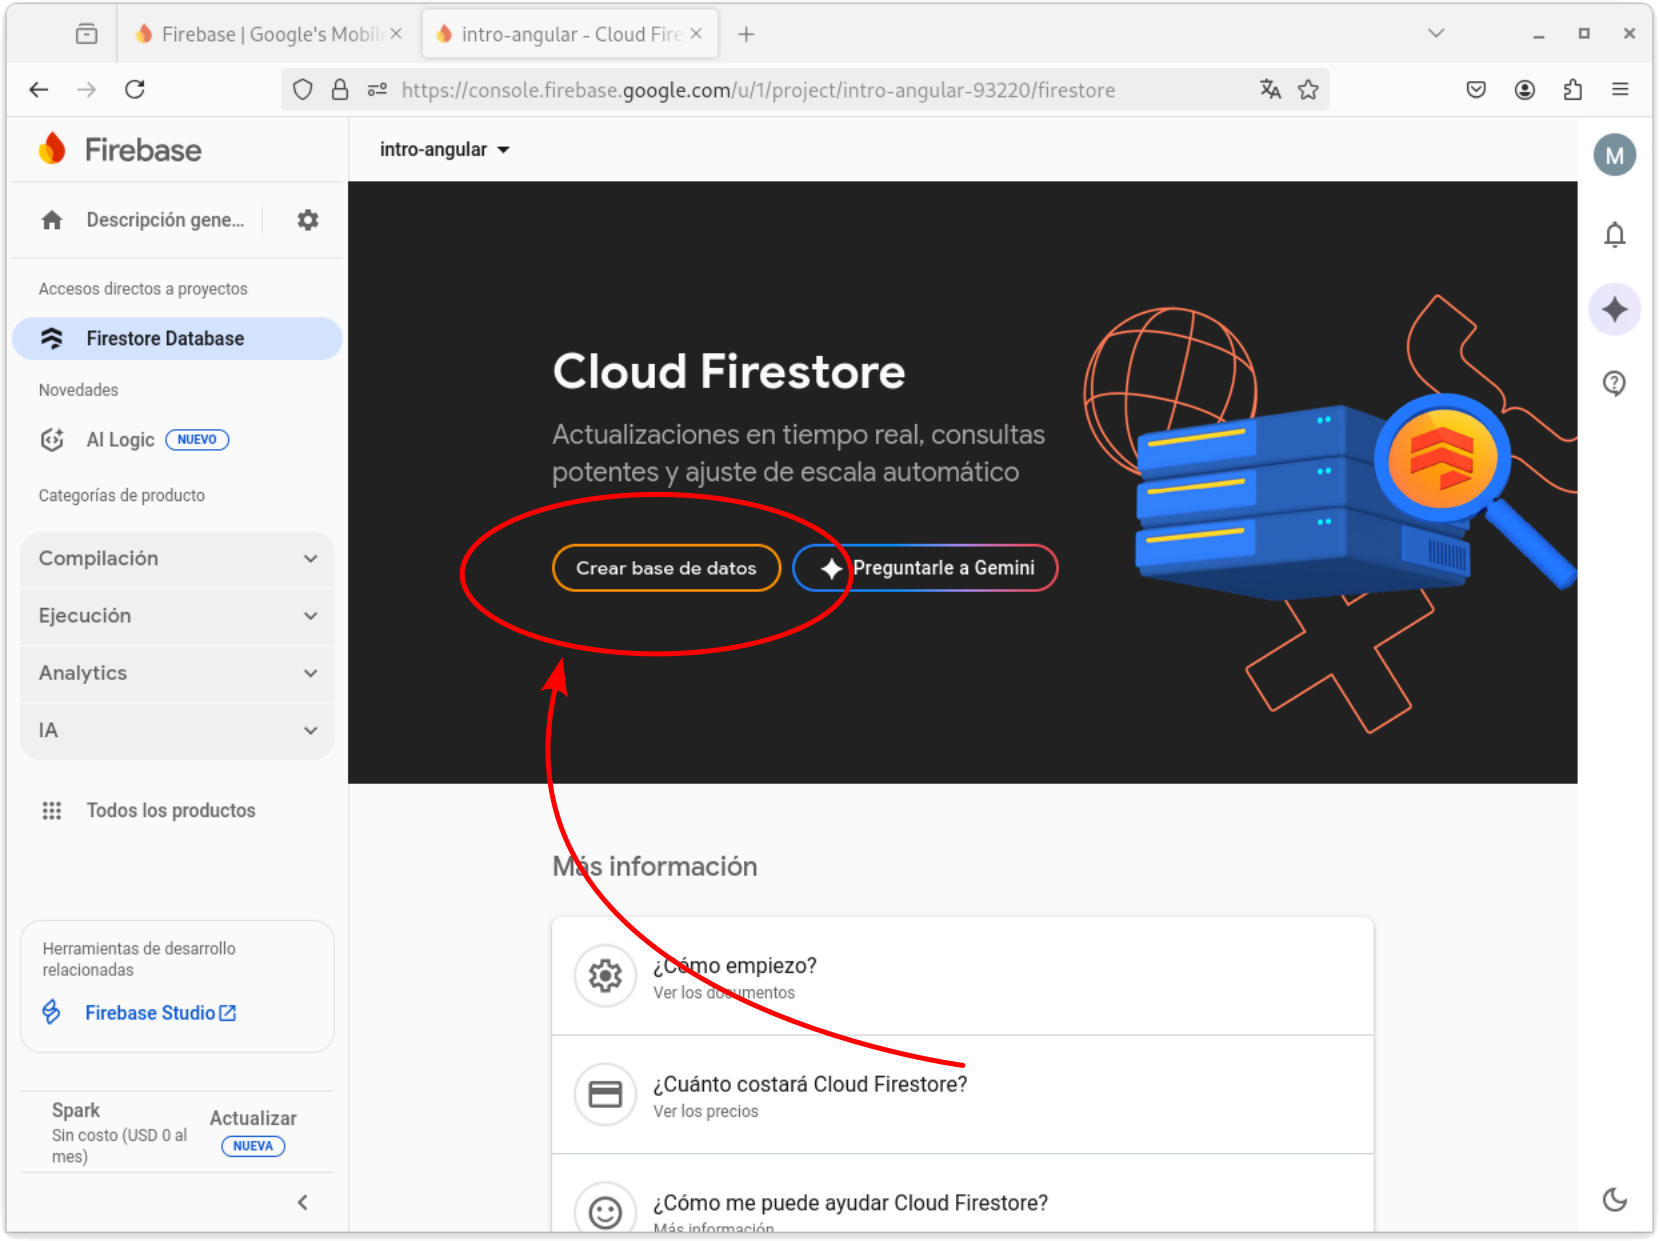 Firebase | Google's Mobile
intro-angular - Cloud Fire
https://console.firebase.google.com/u/1/project/intro-angular-93220/firestore
Firebase
intro-angular
M
Descripción gene...
Accesos directos a proyectos
Firestore Database
Novedades
AI Logic NUEVO
Categorías de producto
Compilación
Ejecución
Analytics
IA
Todos los productos
Herramientas de desarrollo
relacionadas
Firebase Studio
Spark
Sin costo (USD 0 al
mes)
Actualizar
NUEVA
Cloud Firestore
Actualizaciones en tiempo real, consultas
potentes y ajuste de escala automático
Crear base de datos
Preguntarle a Gemini
Más información
¿Cómo empiezo?
Ver los documentos
¿Cuánto costará Cloud Firestore?
Ver los precios
¿Cómo me puede ayudar Cloud Firestore?
Más información